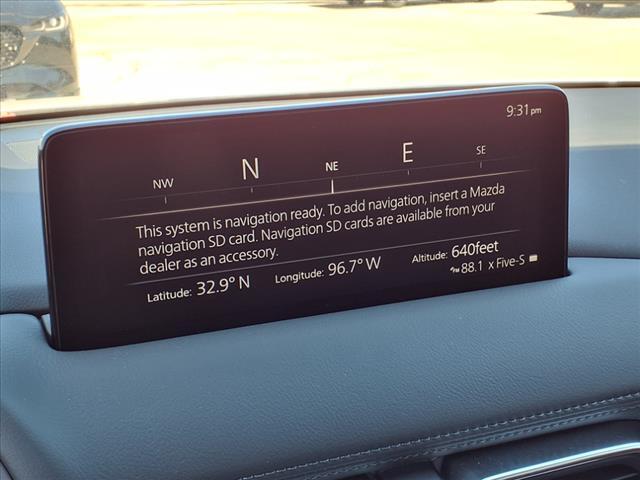 9:31 pm
NW N NE E SE
This system is navigation ready. To add navigation, insert a Mazda
navigation SD card. Navigation SD cards are available from your
dealer as an accessory.
Latitude: 32.9° N Longitude: 96.7° W Altitude: 640feet
FM 88.1 x Five-S